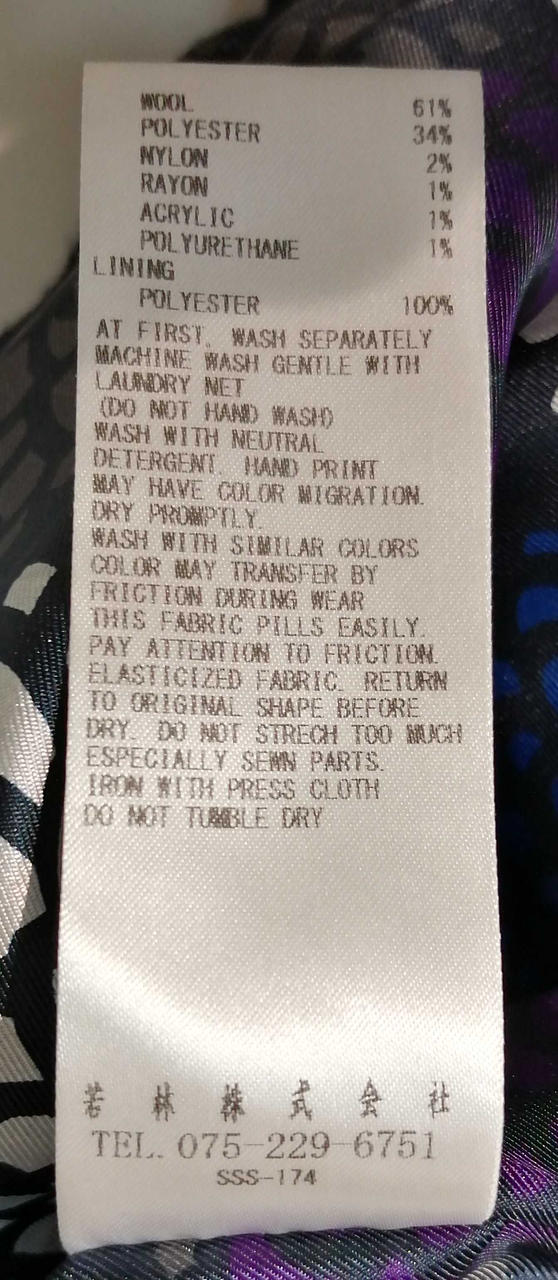 WOOL 61%
POLYESTER 34%
NYLON 2%
RAYON 1%
ACRYLIC 1%
POLYURETHANE 1%
LINING
POLYESTER 100%
AT FIRST, WASH SEPARATELY
MACHINE WASH GENTLE WITH
LAUNDRY NET
(DO NOT HAND WASH)
WASH WITH NEUTRAL
DETERGENT. HAND PRINT
MAY HAVE COLOR MIGRATION.
DRY PROMPTLY.
WASH WITH SIMILAR COLORS
COLOR MAY TRANSFER BY
FRICTION DURING WEAR
THIS FABRIC PILLS EASILY.
PAY ATTENTION TO FRICTION.
ELASTICIZED FABRIC. RETURN
TO ORIGINAL SHAPE BEFORE
DRY. DO NOT STRECH TOO MUCH
ESPECIALLY SEWN PARTS.
IRON WITH PRESS CLOTH
DO NOT TUMBLE DRY
若林株式会社
TEL. 075-229-6751
SSS-174